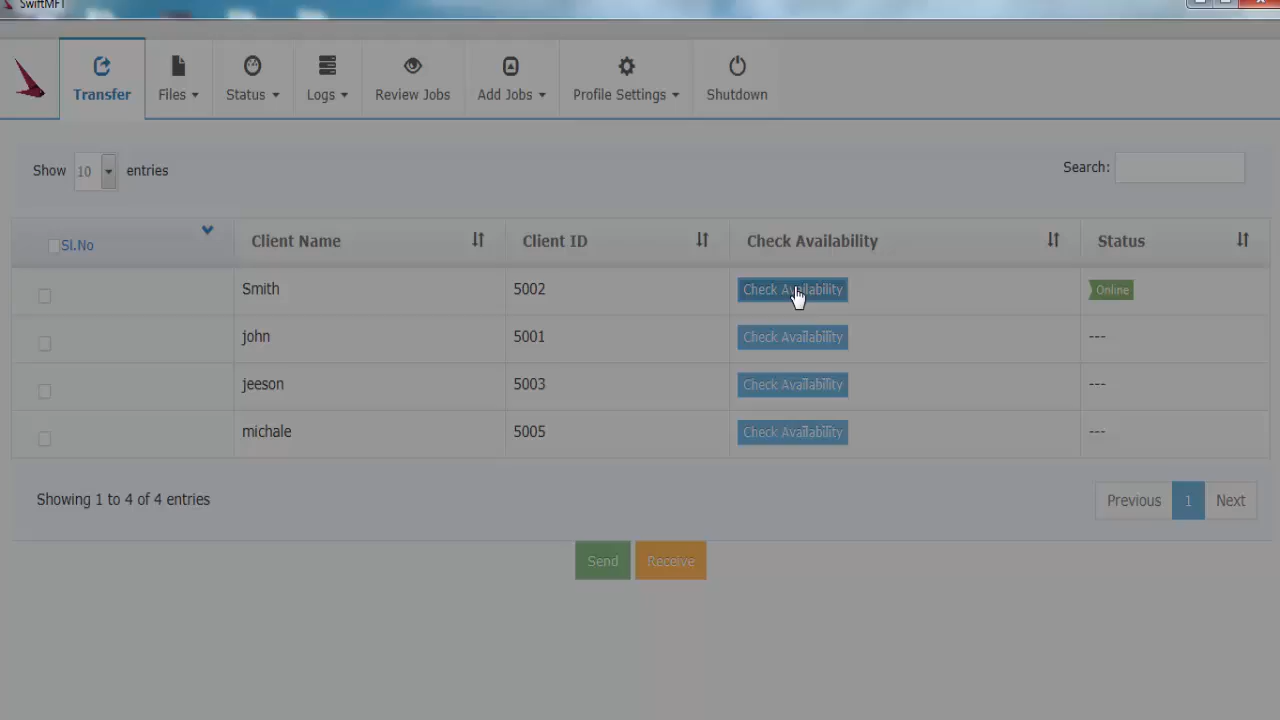 SwiftMFT
Transfer Files Status Logs Review Jobs Add Jobs Profile Settings Shutdown
Show 10 entries Search:
Sl.No Client Name Client ID Check Availability Status
Smith 5002 Check Availability Online
john 5001 Check Availability ---
jeeson 5003 Check Availability ---
michale 5005 Check Availability ---
Showing 1 to 4 of 4 entries Previous 1 Next
Send Receive